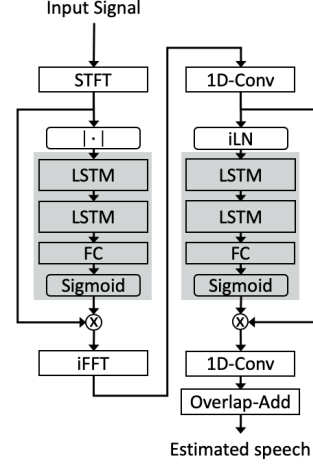 Input Signal
STFT
|·|
LSTM
LSTM
FC
Sigmoid
X
iFFT
1D-Conv
iLN
LSTM
LSTM
FC
Sigmoid
X
1D-Conv
Overlap-Add
Estimated speech